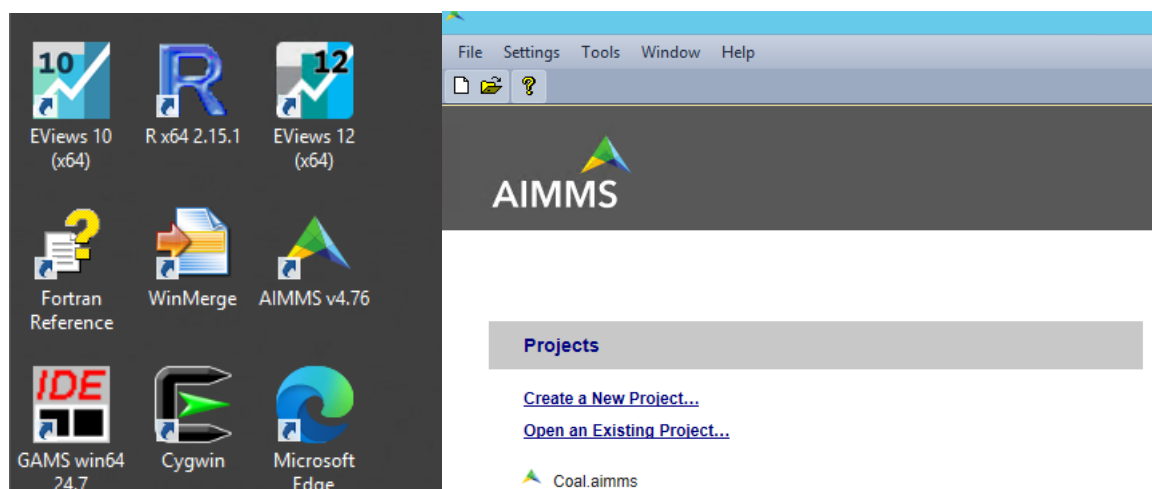 10
12
EViews 10
(x64)
R x64 2.15.1
EViews 12
(x64)
Fortran
Reference
WinMerge
AIMMS v4.76
IDE
GAMS win64
24.7
Cygwin
Microsoft
Edge
File Settings Tools Window Help
AIMMS
Projects
Create a New Project...
Open an Existing Project...
Coal.aimms